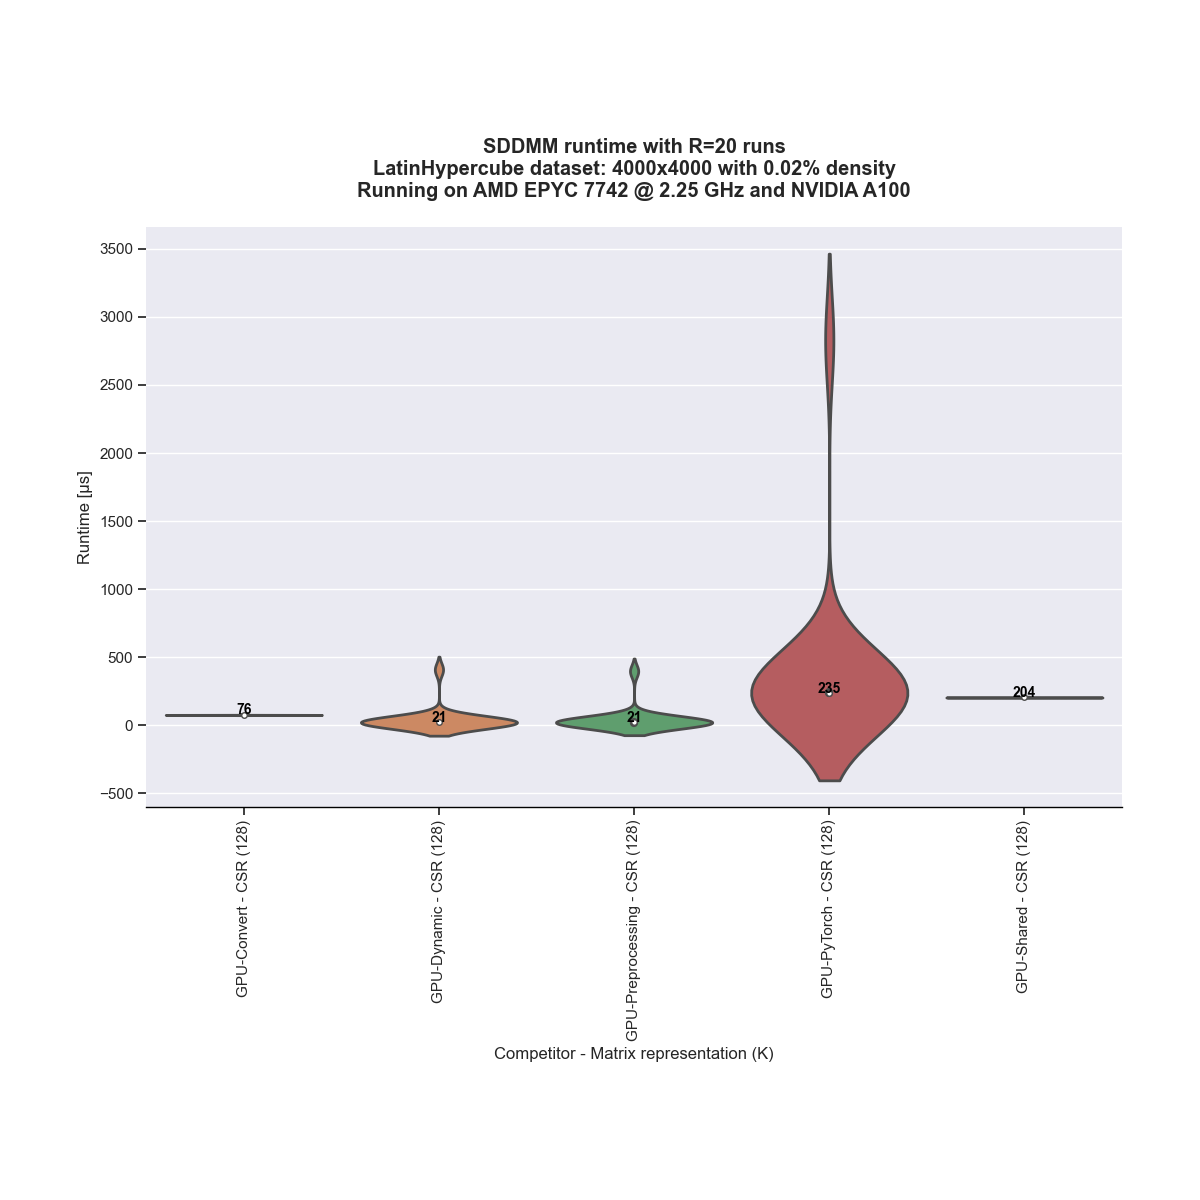 SDDMM runtime with R=20 runs
LatinHypercube dataset: 4000x4000 with 0.02% density
Running on AMD EPYC 7742 @ 2.25 GHz and NVIDIA A100
Runtime [μs]
3500
3000
2500
2000
1500
1000
500
0
−500
76
21
21
235
204
GPU-Convert - CSR (128)
GPU-Dynamic - CSR (128)
GPU-Preprocessing - CSR (128)
GPU-PyTorch - CSR (128)
GPU-Shared - CSR (128)
Competitor - Matrix representation (K)